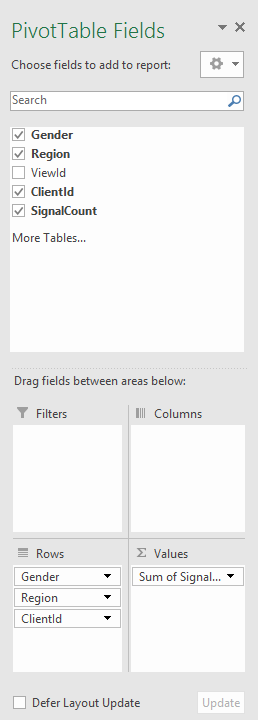 PivotTable Fields
Choose fields to add to report:
Search
Gender
Region
ViewId
ClientId
SignalCount
More Tables...
Drag fields between areas below:
Filters
Columns
Rows
Values
Gender
Sum of Signal...
Region
ClientId
Defer Layout Update
Update